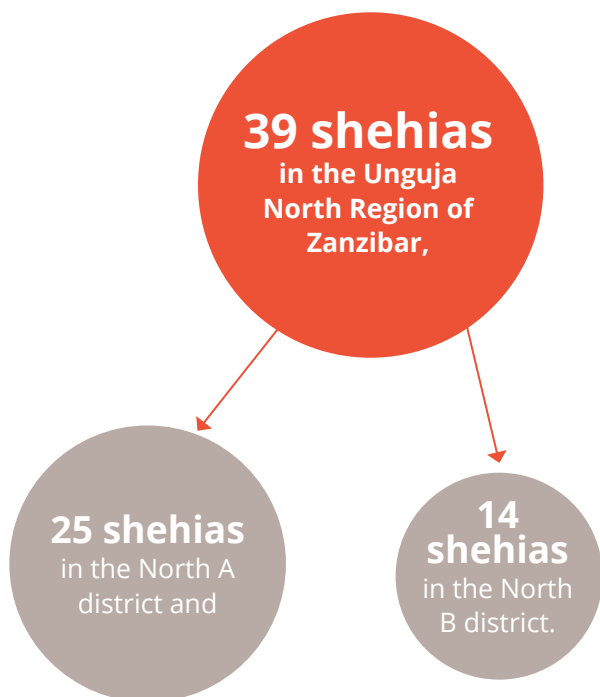 39 shehias
in the Unguja
North Region of
Zanzibar,
25 shehias
in the North A
district and
14
shehias
in the North
B district.